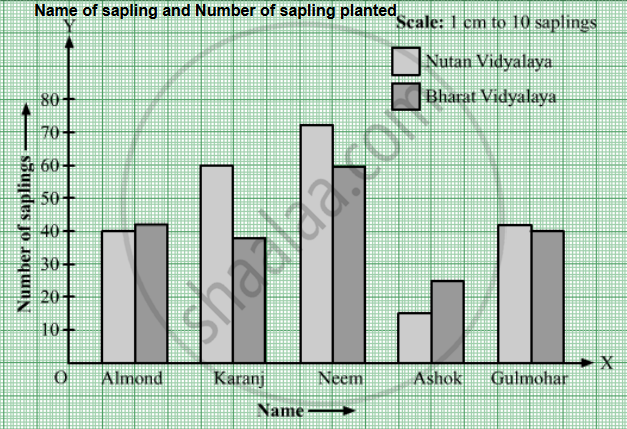 Name of sapling and Number of sapling planted
Scale: 1 cm to 10 saplings
Nutan Vidyalaya
Bharat Vidyalaya
Y
80
70
60
50
40
30
20
10
Number of saplings
O
X
Almond Karanj Neem Ashok Gulmohar
Name
shaalaa.com